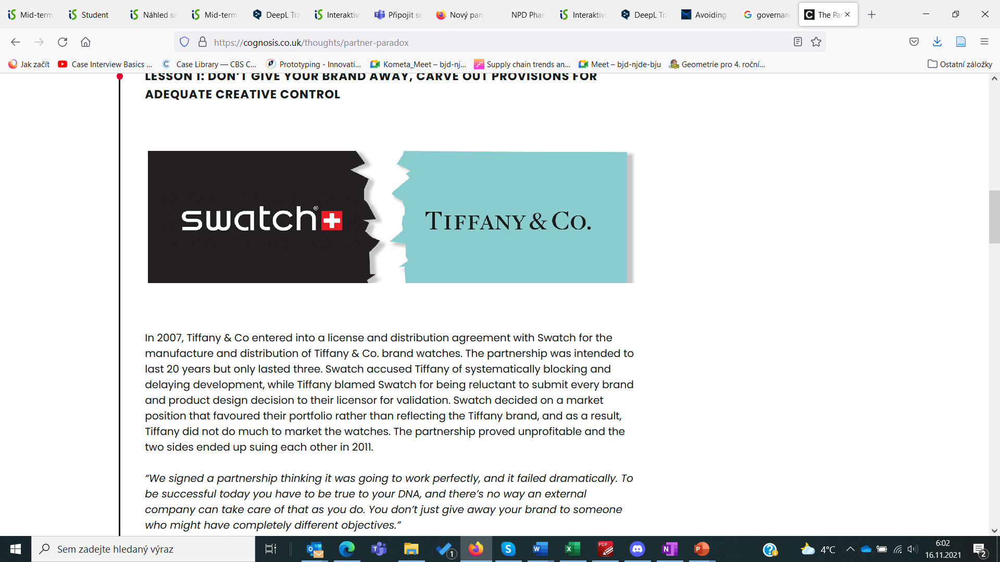 Mid-term
Student
Náhled sa
Mid-term
DeepL Tra
Interaktivn
Připojit se
Nový pan
NPD Phas
Interaktivn
DeepL Tra
Avoiding
governanc
The Par
https://cognosis.co.uk/thoughts/partner-paradox
Jak začít
Case Interview Basics ...
Case Library — CBS C...
Prototyping - Innovati...
Kometa_Meet – bjd-nj...
Supply chain trends an...
Meet – bjd-njde-bju
Geometrie pro 4. roční...
Ostatní záložky
LESSON 1: DON'T GIVE YOUR BRAND AWAY, CARVE OUT PROVISIONS FOR
ADEQUATE CREATIVE CONTROL
swatch®
TIFFANY & CO.
In 2007, Tiffany & Co entered into a license and distribution agreement with Swatch for the
manufacture and distribution of Tiffany & Co. brand watches. The partnership was intended to
last 20 years but only lasted three. Swatch accused Tiffany of systematically blocking and
delaying development, while Tiffany blamed Swatch for being reluctant to submit every brand
and product design decision to their licensor for validation. Swatch decided on a market
position that favoured their portfolio rather than reflecting the Tiffany brand, and as a result,
Tiffany did not do much to market the watches. The partnership proved unprofitable and the
two sides ended up suing each other in 2011.
“We signed a partnership thinking it was going to work perfectly, and it failed dramatically. To
be successful today you have to be true to your DNA, and there’s no way an external
company can take care of that as you do. You don’t just give away your brand to someone
who might have completely different objectives.”
Sem zadejte hledaný výraz
1
PDF
4°C
6:02
16.11.2021
2